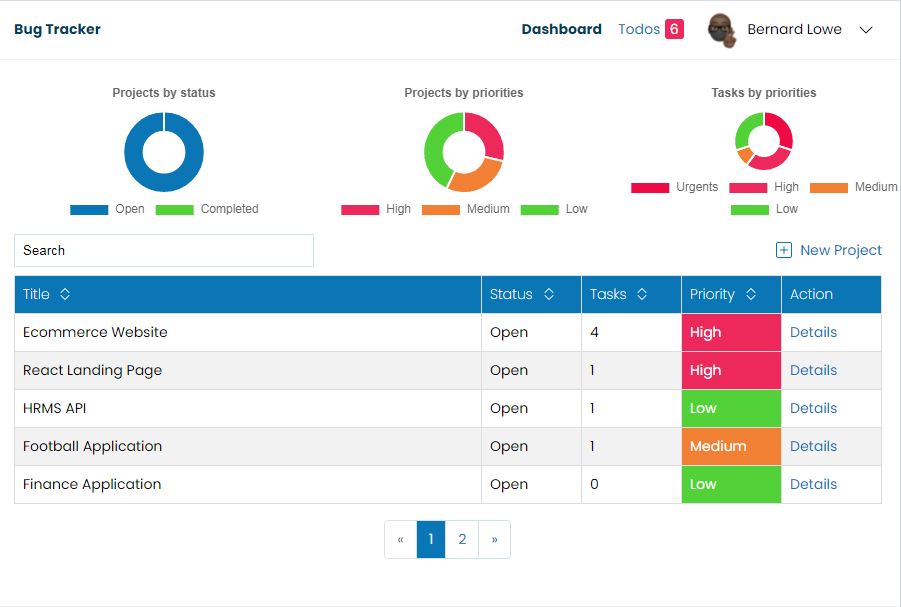 Bug Tracker Dashboard Todos 6 Bernard Lowe
Projects by status Projects by priorities Tasks by priorities
Urgents High Medium
Open Completed High Medium Low Low
Search New Project
Title Status Tasks Priority Action
Ecommerce Website Open 4 High Details
React Landing Page Open 1 High Details
HRMS API Open 1 Low Details
Football Application Open 1 Medium Details
Finance Application Open 0 Low Details
« 1 2 »